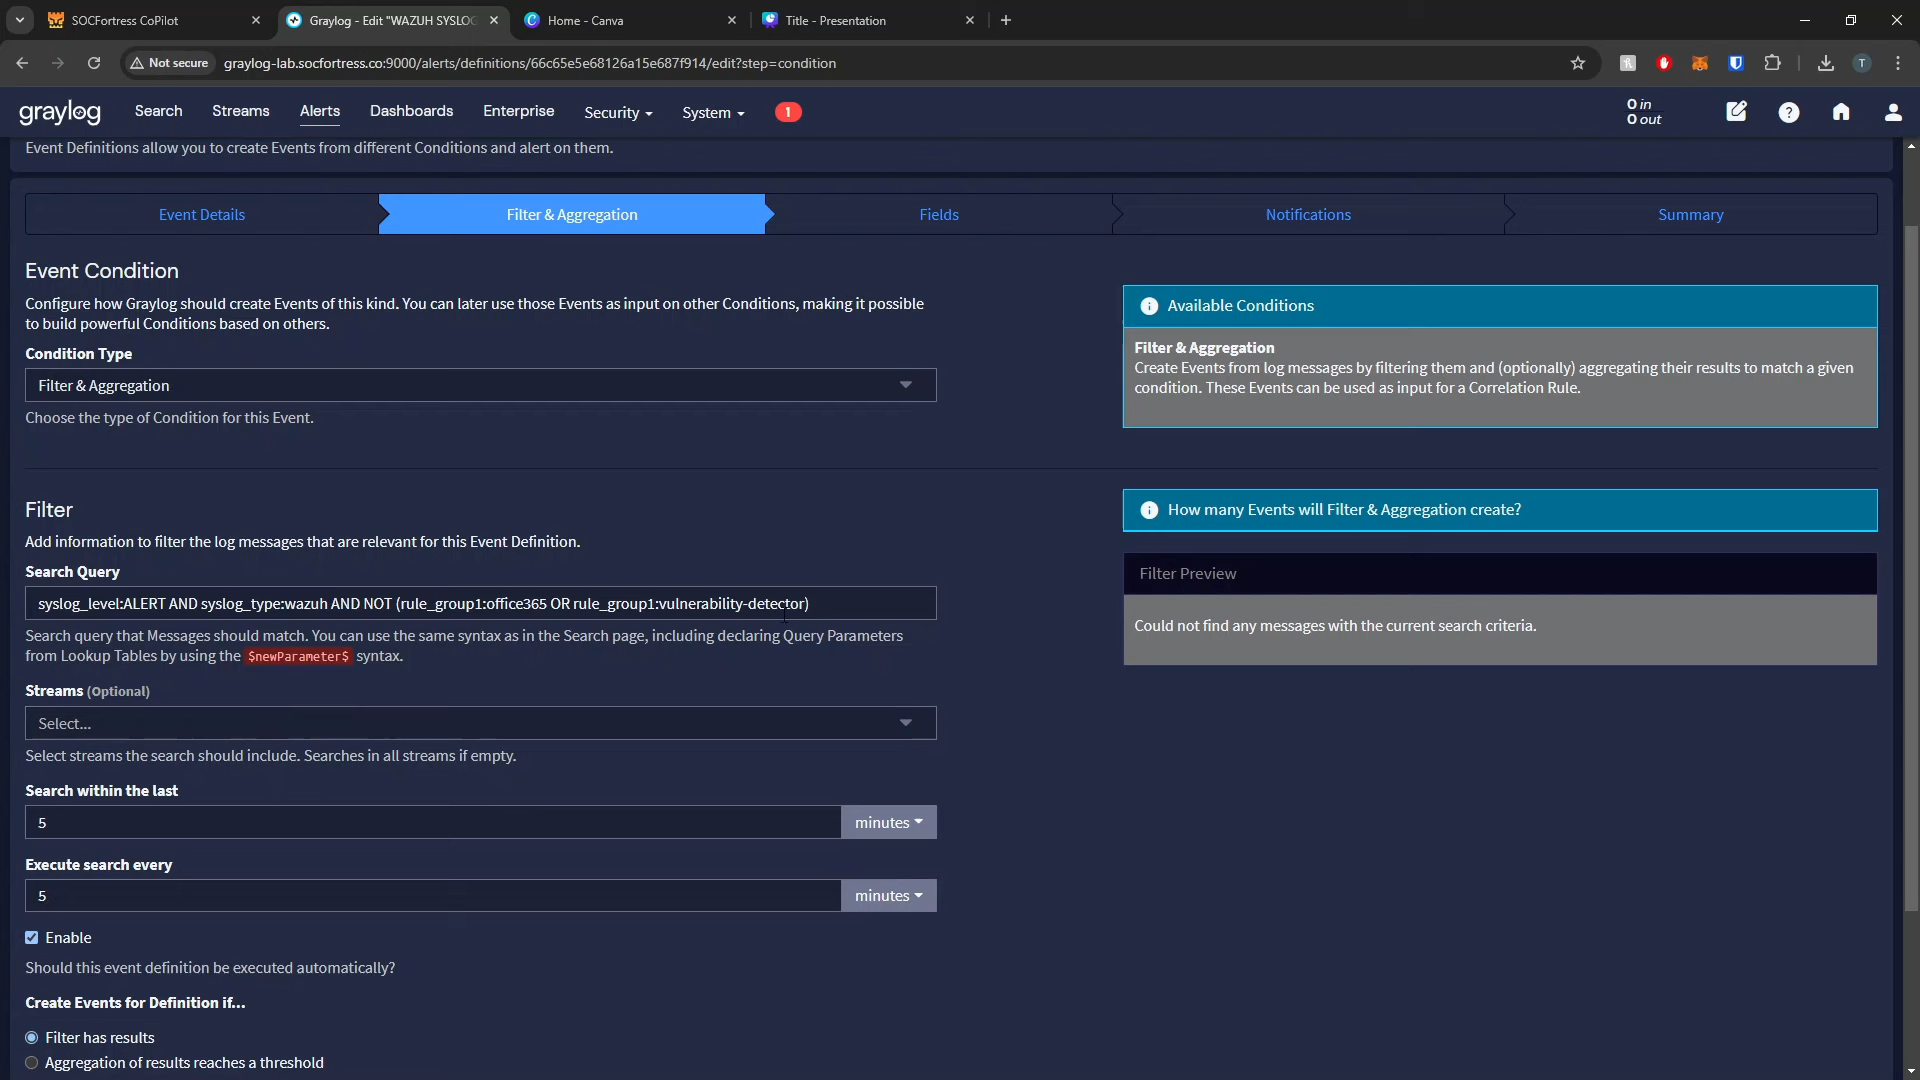 SOCFortress CoPilot
Graylog - Edit "WAZUH SYSLOG
Home - Canva
Title - Presentation
Not secure
graylog-lab.socfortress.co:9000/alerts/definitions/66c65e5e68126a15e687f914/edit?step=condition
T
graylog
Search
Streams
Alerts
Dashboards
Enterprise
Security
System
1
0 in
0 out
Event Definitions allow you to create Events from different Conditions and alert on them.
Event Details
Filter & Aggregation
Fields
Notifications
Summary
Event Condition
Configure how Graylog should create Events of this kind. You can later use those Events as input on other Conditions, making it possible
to build powerful Conditions based on others.
Condition Type
Filter & Aggregation
Choose the type of Condition for this Event.
Available Conditions
Filter & Aggregation
Create Events from log messages by filtering them and (optionally) aggregating their results to match a given
condition. These Events can be used as input for a Correlation Rule.
Filter
Add information to filter the log messages that are relevant for this Event Definition.
Search Query
syslog_level:ALERT AND syslog_type:wazuh AND NOT (rule_group1:office365 OR rule_group1:vulnerability-detector)
Search query that Messages should match. You can use the same syntax as in the Search page, including declaring Query Parameters
from Lookup Tables by using the $newParameter$ syntax.
How many Events will Filter & Aggregation create?
Filter Preview
Could not find any messages with the current search criteria.
Streams (Optional)
Select...
Select streams the search should include. Searches in all streams if empty.
Search within the last
5
minutes
Execute search every
5
minutes
Enable
Should this event definition be executed automatically?
Create Events for Definition if...
Filter has results
Aggregation of results reaches a threshold